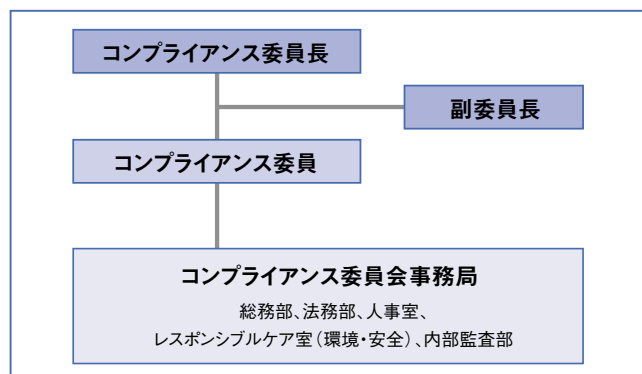 コンプライアンス委員長
副委員長
コンプライアンス委員
コンプライアンス委員会事務局
総務部、法務部、人事室、
レスポンシブルケア室（環境・安全）、内部監査部